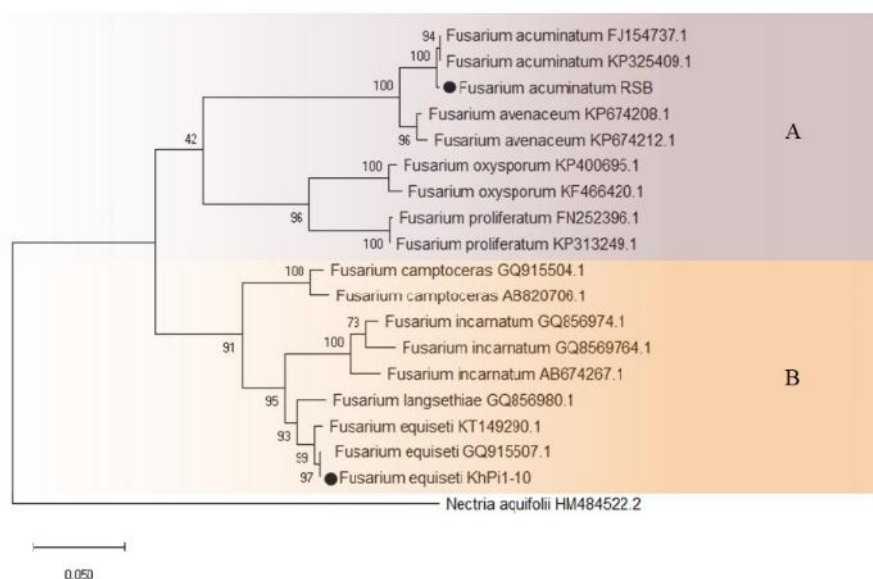 94
Fusarium acuminatum FJ154737.1
100
Fusarium acuminatum KP325409.1
Fusarium acuminatum RSB
100
Fusarium avenaceum KP674208.1
96
Fusarium avenaceum KP674212.1
A
42
100
Fusarium oxysporum KP400695.1
Fusarium oxysporum KF466420.1
96
Fusarium proliferatum FN252396.1
100
Fusarium proliferatum KP313249.1
100
Fusarium camptoceras GQ915504.1
Fusarium camptoceras AB820706.1
73
Fusarium incarnatum GQ856974.1
91
100
Fusarium incarnatum GQ8569764.1
Fusarium incarnatum AB674267.1
B
95
Fusarium langsethiae GQ856980.1
93
Fusarium equiseti KT149290.1
99
Fusarium equiseti GQ915507.1
97
Fusarium equiseti KhPi1-10
Nectria aquifolii HM484522.2
0.050